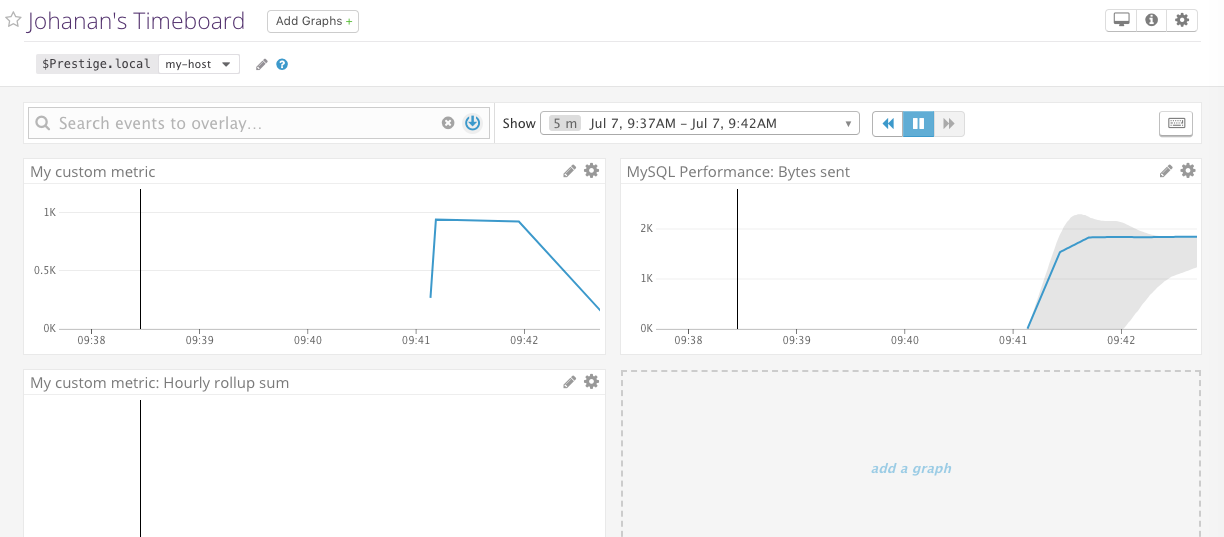 Johanan's Timeboard Add Graphs +
$Prestige.local my-host
Search events to overlay... Show 5 m Jul 7, 9:37AM – Jul 7, 9:42AM
My custom metric
1K
0.5K
0K
09:38 09:39 09:40 09:41 09:42
MySQL Performance: Bytes sent
2K
1K
0K
09:38 09:39 09:40 09:41 09:42
My custom metric: Hourly rollup sum
add a graph